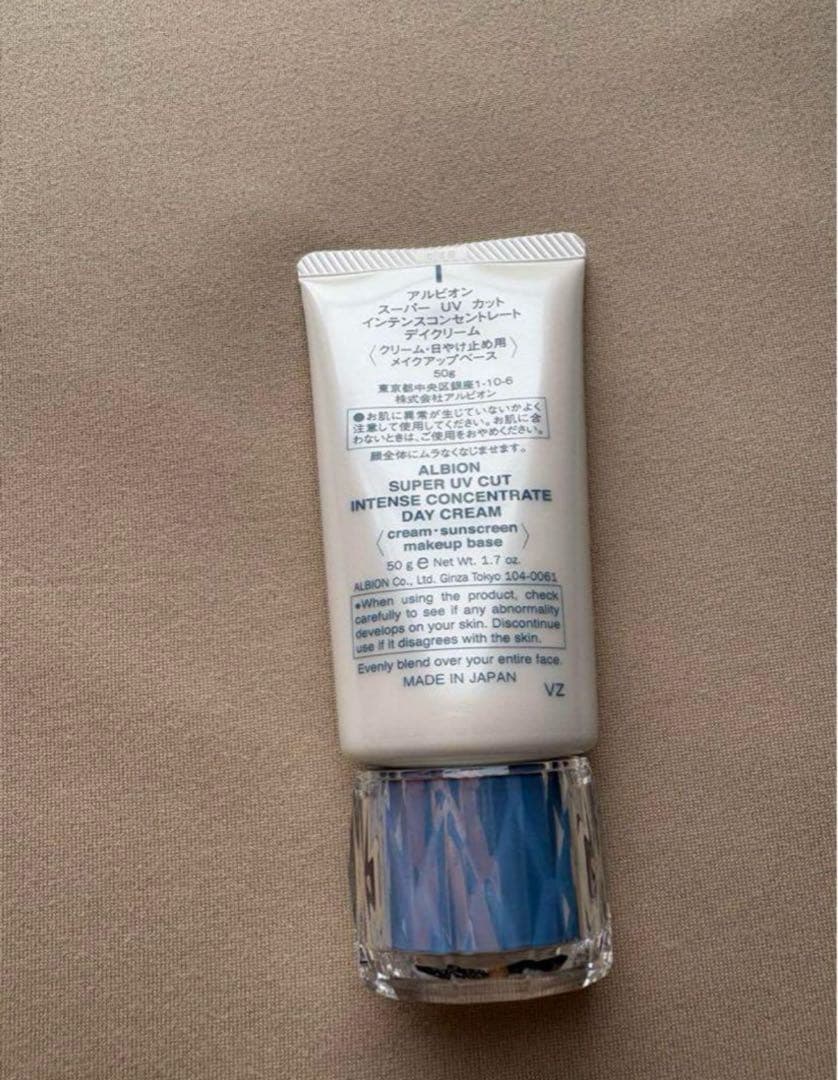 アルビオン
スーパー UV カット
インテンスコンセントレート
デイクリーム
〈クリーム・日やけ止め用
メイクアップベース〉
50g
東京都中央区銀座1-10-6
株式会社アルビオン
●お肌に異常が生じていないかよく
注意して使用してください。お肌に合
わないときは、ご使用をおやめください。
顔全体にムラなくなじませます。
ALBION
SUPER UV CUT
INTENSE CONCENTRATE
DAY CREAM
〈cream・sunscreen
makeup base〉
50 g e Net Wt. 1.7 oz.
ALBION Co., Ltd. Ginza Tokyo 104-0061
●When using the product, check
carefully to see if any abnormality
develops on your skin. Discontinue
use if it disagrees with the skin.
Evenly blend over your entire face.
MADE IN JAPAN
VZ